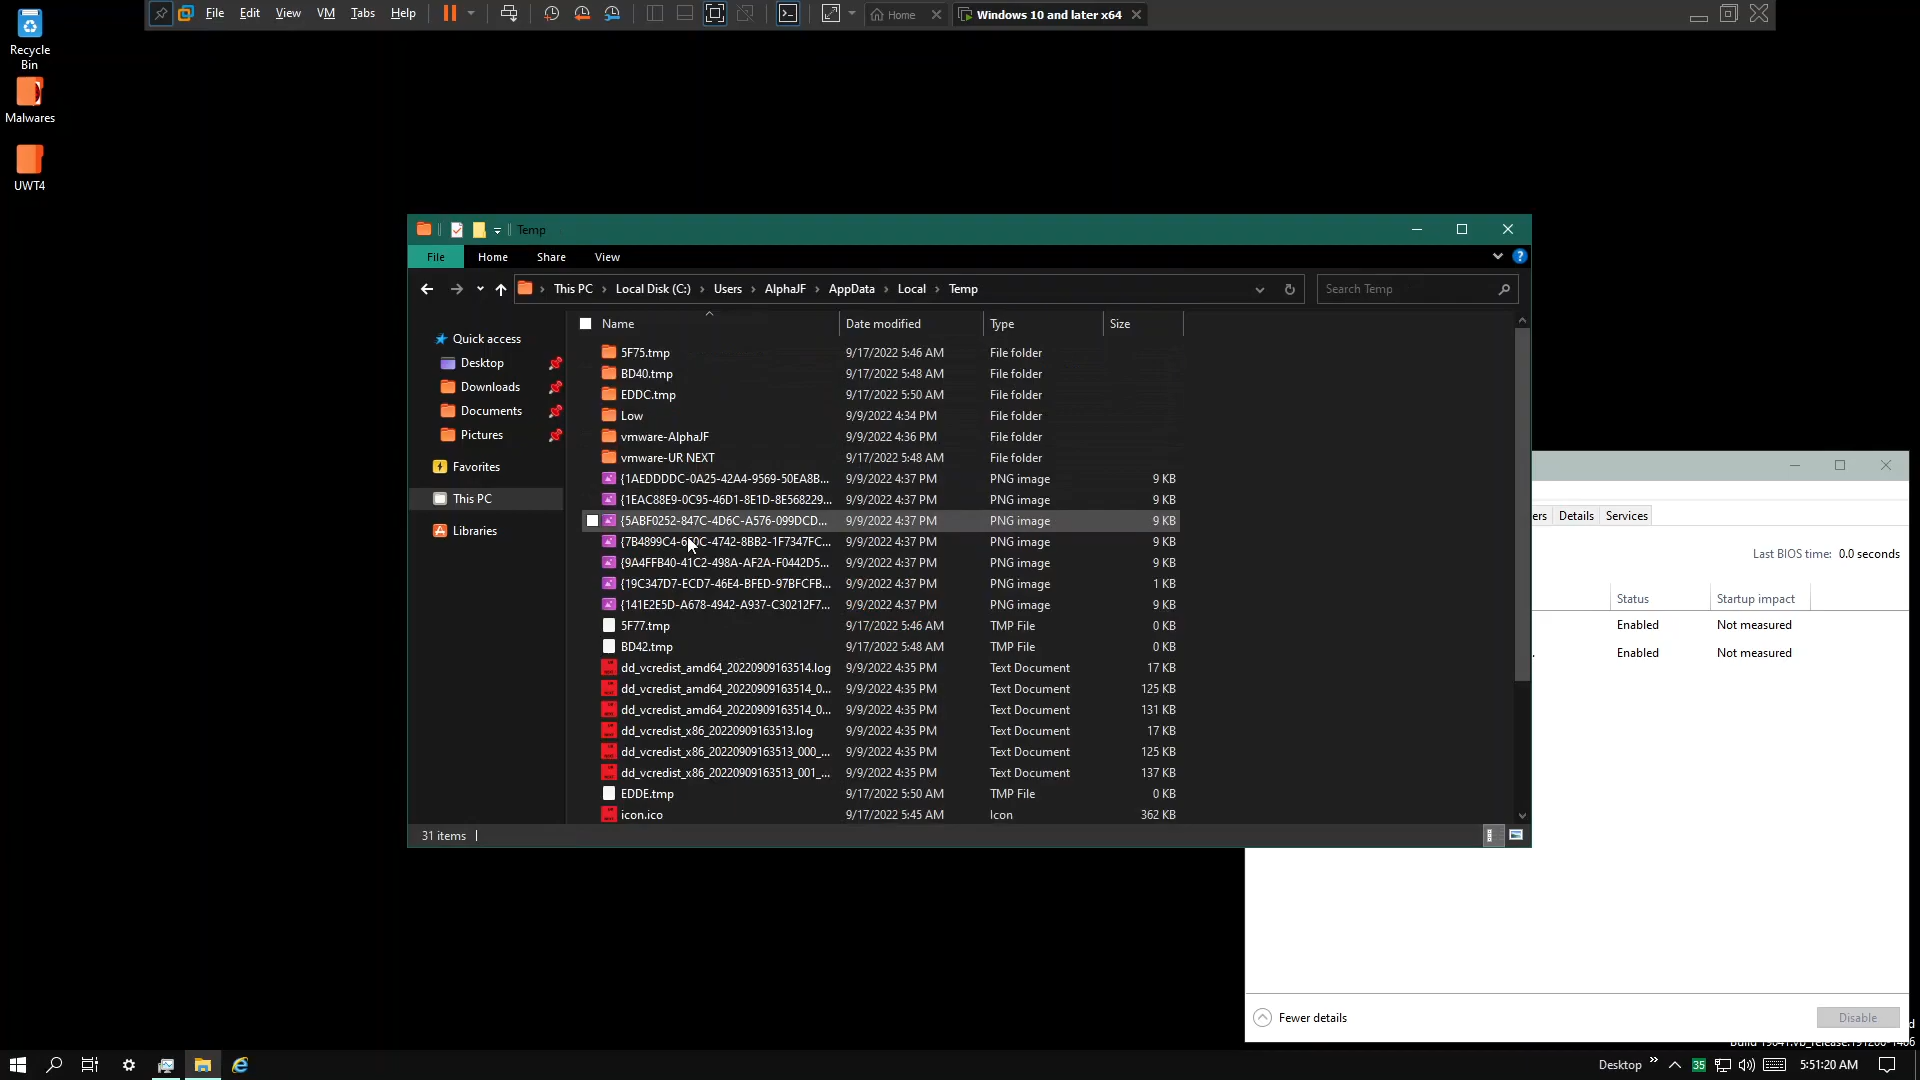 File Edit View VM Tabs Help
Home
Windows 10 and later x64
Recycle
Bin
Malwares
UWT4
Temp
File Home Share View
This PC Local Disk (C:) Users AlphaJF AppData Local Temp
Search Temp
Quick access
Desktop
Downloads
Documents
Pictures
Favorites
This PC
Libraries
Name Date modified Type Size
5F75.tmp 9/17/2022 5:46 AM File folder
BD40.tmp 9/17/2022 5:48 AM File folder
EDDC.tmp 9/17/2022 5:50 AM File folder
Low 9/9/2022 4:34 PM File folder
vmware-AlphaJF 9/9/2022 4:36 PM File folder
vmware-UR NEXT 9/17/2022 5:48 AM File folder
{1AEDDDDC-0A25-42A4-9569-50EA8B... 9/9/2022 4:37 PM PNG image 9 KB
{1EAC88E9-0C95-46D1-8E1D-8E568229... 9/9/2022 4:37 PM PNG image 9 KB
{5ABF0252-847C-4D6C-A576-099DCD... 9/9/2022 4:37 PM PNG image 9 KB
9/9/2022 4:37 PM PNG image 9 KB
{9A4FFB40-41C2-498A-AF2A-F0442D5... 9/9/2022 4:37 PM PNG image 9 KB
{19C347D7-ECD7-46E4-BFED-97BFCFB... 9/9/2022 4:37 PM PNG image 1 KB
{141E2E5D-A678-4942-A937-C30212F7... 9/9/2022 4:37 PM PNG image 9 KB
5F77.tmp 9/17/2022 5:46 AM TMP File 0 KB
BD42.tmp 9/17/2022 5:48 AM TMP File 0 KB
dd_vcredist_amd64_20220909163514.log 9/9/2022 4:35 PM Text Document 17 KB
dd_vcredist_amd64_20220909163514_0... 9/9/2022 4:35 PM Text Document 125 KB
dd_vcredist_amd64_20220909163514_0... 9/9/2022 4:35 PM Text Document 131 KB
dd_vcredist_x86_20220909163513.log 9/9/2022 4:35 PM Text Document 17 KB
dd_vcredist_x86_20220909163513_000_... 9/9/2022 4:35 PM Text Document 125 KB
dd_vcredist_x86_20220909163513_001_... 9/9/2022 4:35 PM Text Document 137 KB
EDDE.tmp 9/17/2022 5:50 AM TMP File 0 KB
icon.ico 9/17/2022 5:45 AM Icon 362 KB
31 items
ers Details Services
Last BIOS time: 0.0 seconds
Status Startup impact
Enabled Not measured
Enabled Not measured
Fewer details
Disable
Desktop
35
5:51:20 AM